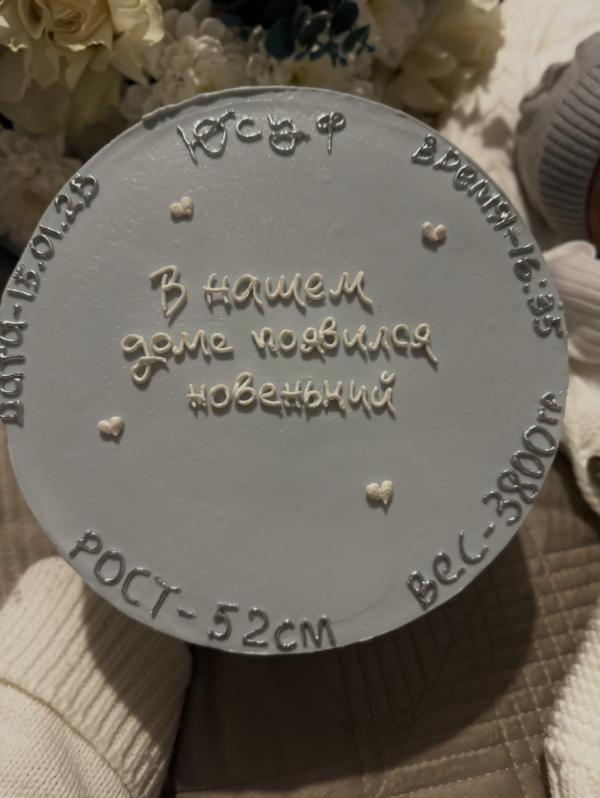 Юсуф
время-16:35
Дата-15.01.25
В нашем
доме появился
новенький
вес-3800гр
РОСТ-52см